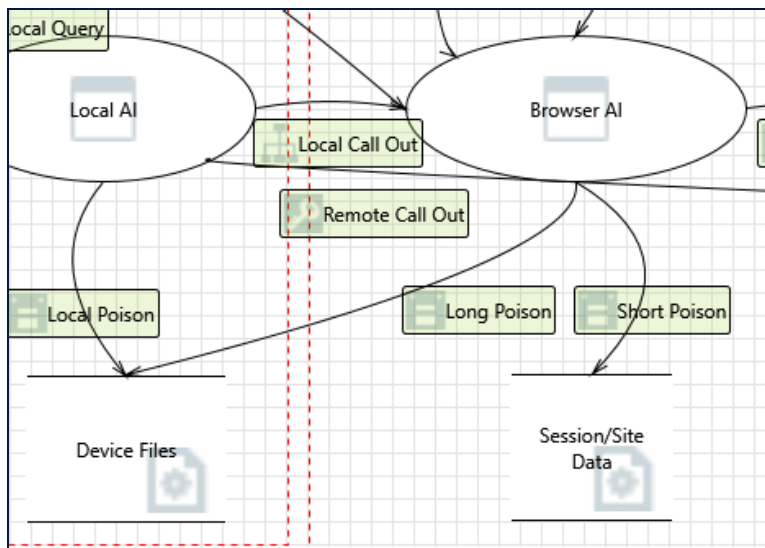 ocal Query
Local AI
Browser AI
Local Call Out
Remote Call Out
Local Poison
Long Poison
Short Poison
Device Files
Session/Site
Data